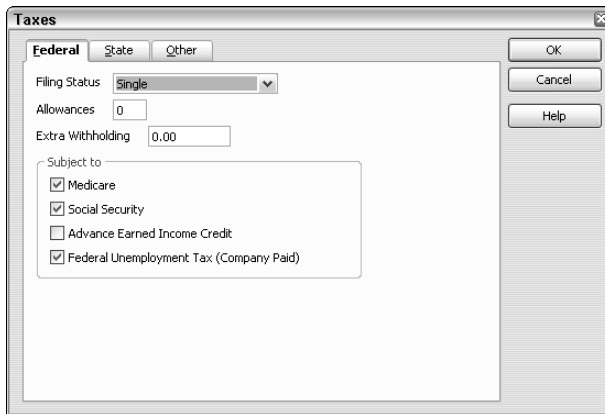 Taxes
Federal State Other
OK
Filing Status Single
Cancel
Allowances 0
Help
Extra Withholding 0.00
Subject to
Medicare
Social Security
Advance Earned Income Credit
Federal Unemployment Tax (Company Paid)